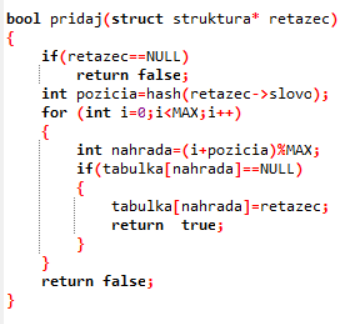 bool pridaj(struct struktura* retazec)
{
if(retazec==NULL)
return false;
int pozicia=hash(retazec->slovo);
for (int i=0;i<MAX;i++)
{
int nahrada=(i+pozicia)%MAX;
if(tabulka[nahrada]==NULL)
{
tabulka[nahrada]=retazec;
return true;
}
}
return false;
}